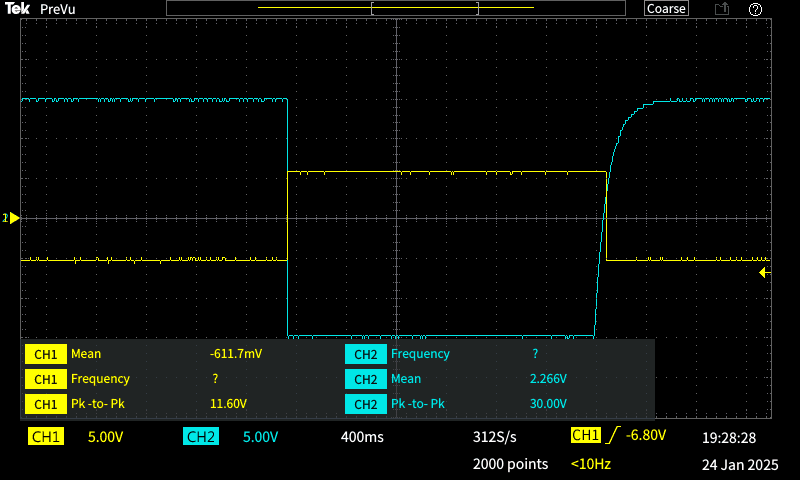 Tek PreVu Coarse
CH1 Mean -611.7mV CH2 Frequency ?
CH1 Frequency ? CH2 Mean 2.266V
CH1 Pk -to- Pk 11.60V CH2 Pk -to- Pk 30.00V
CH1 5.00V CH2 5.00V 400ms 312S/s CH1 -6.80V 19:28:28
2000 points <10Hz 24 Jan 2025